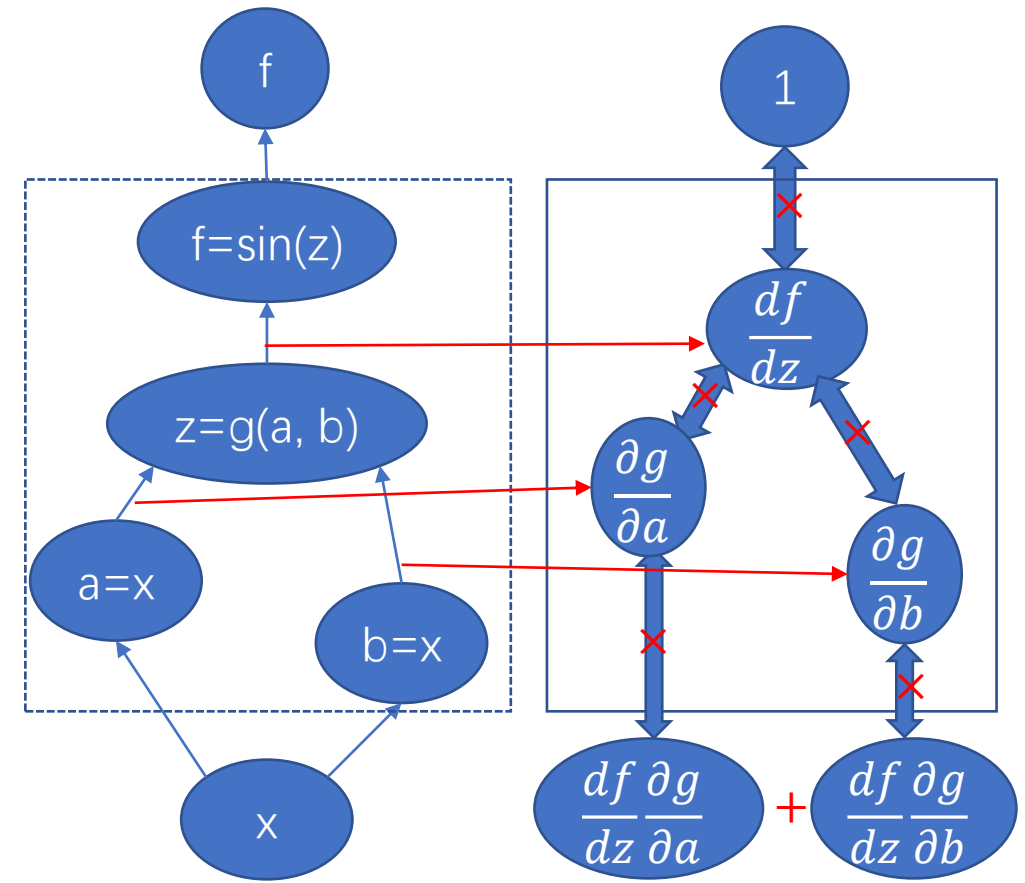 f
f=sin(z)
z=g(a, b)
a=x
b=x
x
1
df
dz
∂g
∂a
∂g
∂b
df ∂g
dz ∂a
+
df ∂g
dz ∂b